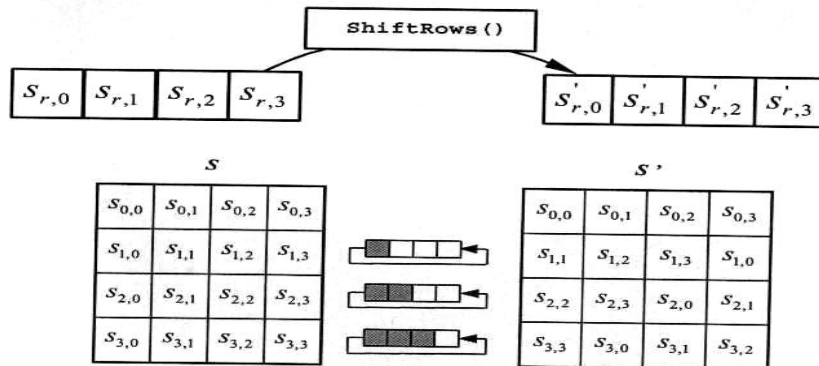 ShiftRows()
S_{r,0} S_{r,1} S_{r,2} S_{r,3} S'_{r,0} S'_{r,1} S'_{r,2} S'_{r,3}
S S'
S_{0,0} S_{0,1} S_{0,2} S_{0,3} S_{0,0} S_{0,1} S_{0,2} S_{0,3}
S_{1,0} S_{1,1} S_{1,2} S_{1,3} S_{1,1} S_{1,2} S_{1,3} S_{1,0}
S_{2,0} S_{2,1} S_{2,2} S_{2,3} S_{2,2} S_{2,3} S_{2,0} S_{2,1}
S_{3,0} S_{3,1} S_{3,2} S_{3,3} S_{3,3} S_{3,0} S_{3,1} S_{3,2}